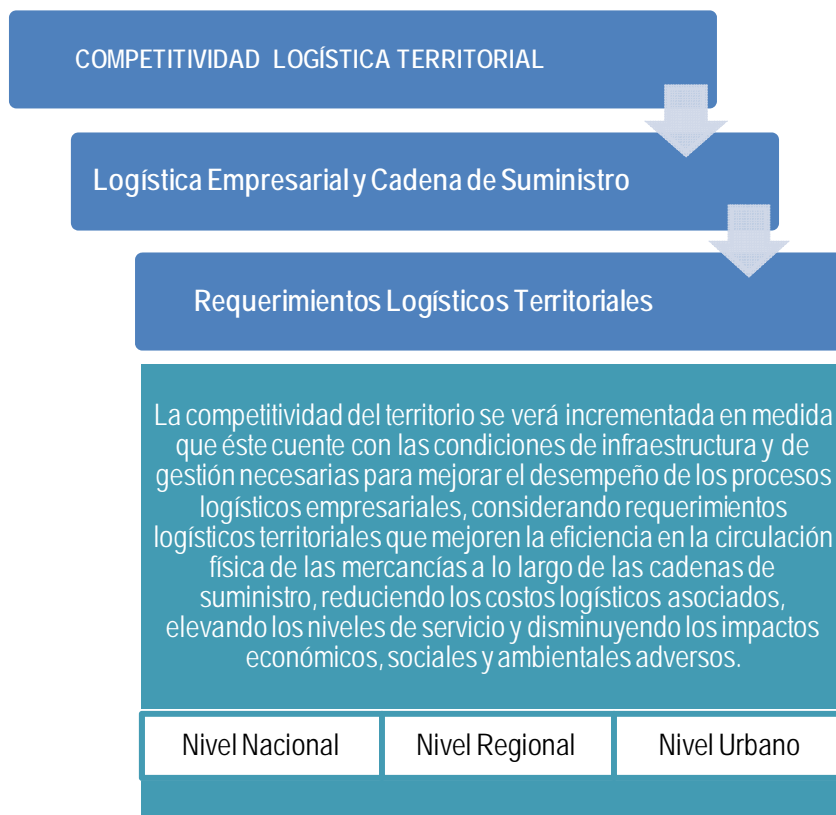 COMPETITIVIDAD LOGÍSTICA TERRITORIAL
Logística Empresarial y Cadena de Suministro
Requerimientos Logísticos Territoriales
La competitividad del territorio se verá incrementada en medida
que éste cuente con las condiciones de infraestructura y de
gestión necesarias para mejorar el desempeño de los procesos
logísticos empresariales, considerando requerimientos
logísticos territoriales que mejoren la eficiencia en la circulación
física de las mercancías a lo largo de las cadenas de
suministro, reduciendo los costos logísticos asociados,
elevando los niveles de servicio y disminuyendo los impactos
económicos, sociales y ambientales adversos.
Nivel Nacional
Nivel Regional
Nivel Urbano